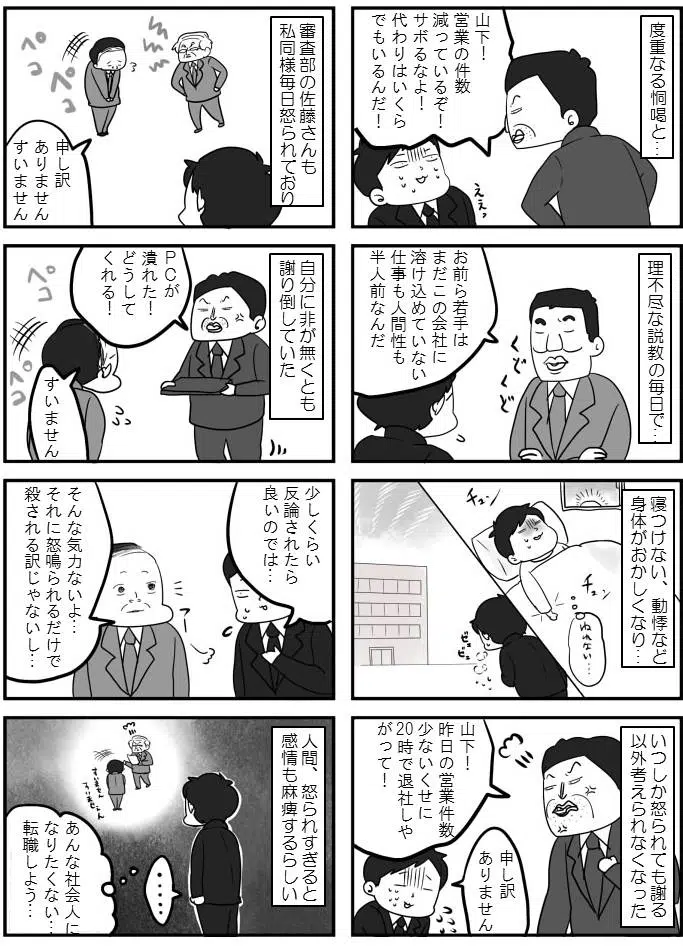 度重なる恫喝と…
山下！
営業の件数
減っているぞ！
サボるなよ！
代わりはいくら
でもいるんだ！
ええっ
理不尽な説教の毎日で…
お前ら若手は
まだこの会社に
溶け込めていない
仕事も人間性も
半人前なんだ
くどくど
寝つけない、動悸など
身体がおかしくなり…
チュン
チュン
ねれない…
ビュ
ビュ
いつしか怒られても謝る
以外考えられなくなった
山下！
昨日の営業件数
少ないくせに
20時で退社しや
がって！
申し訳
ありません
審査部の佐藤さんも
私同様毎日怒られており
ペコ
ペコ
申し訳
ありません
すいません
自分に非が無くとも
謝り倒していた
ＰＣが
潰れた！
どうして
くれる！
コペ
コペコ
すいません
少しくらい
反論されたら
良いのでは…
そんな気力ないよ…
それに怒鳴られるだけで
殺される訳じゃないし…
人間、怒られすぎると
感情も麻痺するらしい
すいません
すいません
……
あんな社会人に
なりたくない…
転職しよう…